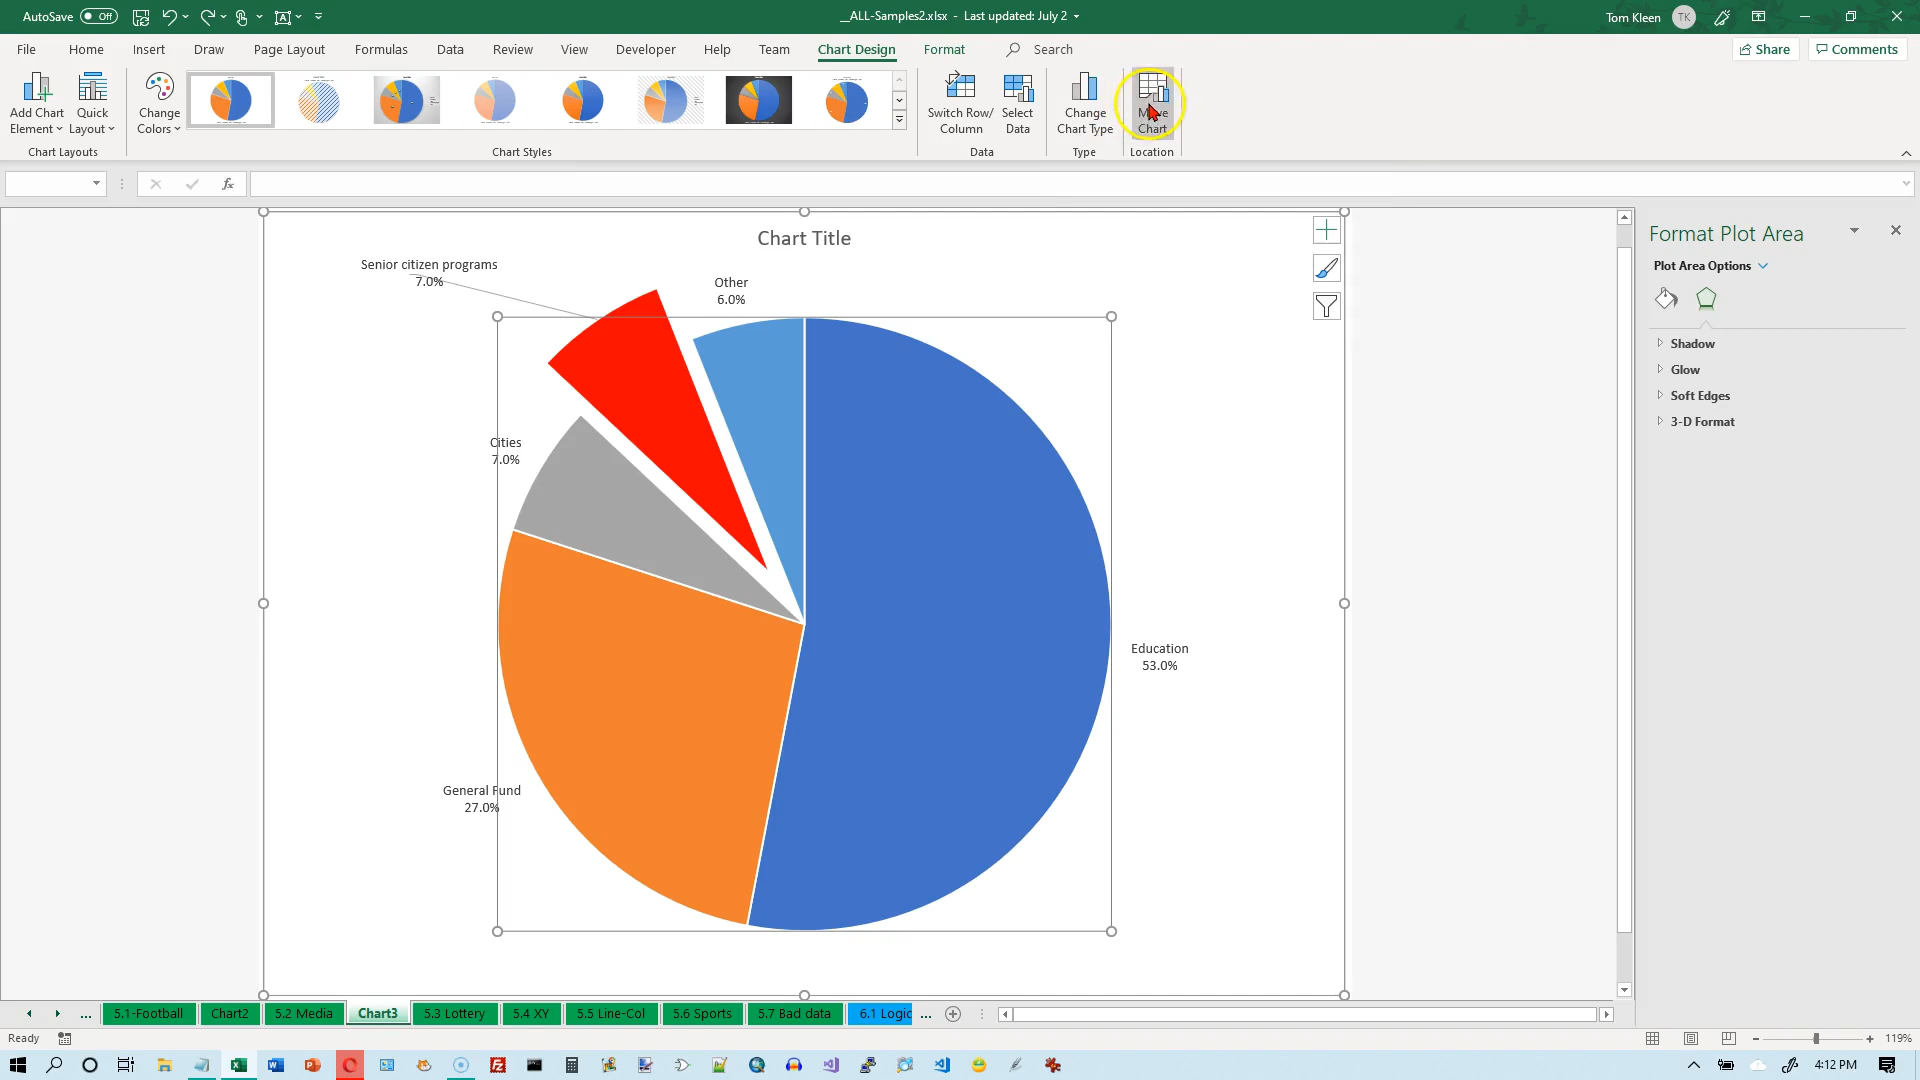 AutoSave Off
__ALL-Samples2.xlsx - Last updated: July 2
Tom Kleen TK
File Home Insert Draw Page Layout Formulas Data Review View Developer Help Team Chart Design Format Search Share Comments
Add Chart Element
Quick Layout
Change Colors
Switch Row/ Column
Select Data
Change Chart Type
Move Chart
Chart Layouts
Chart Styles
Data
Type
Location
fx
Chart Title
Senior citizen programs
7.0%
Other
6.0%
Cities
7.0%
Education
53.0%
General Fund
27.0%
Format Plot Area
Plot Area Options
Shadow
Glow
Soft Edges
3-D Format
... 5.1-Football Chart2 5.2 Media Chart3 5.3 Lottery 5.4 XY 5.5 Line-Col 5.6 Sports 5.7 Bad data 6.1 Logic ...
Ready
119%
4:12 PM